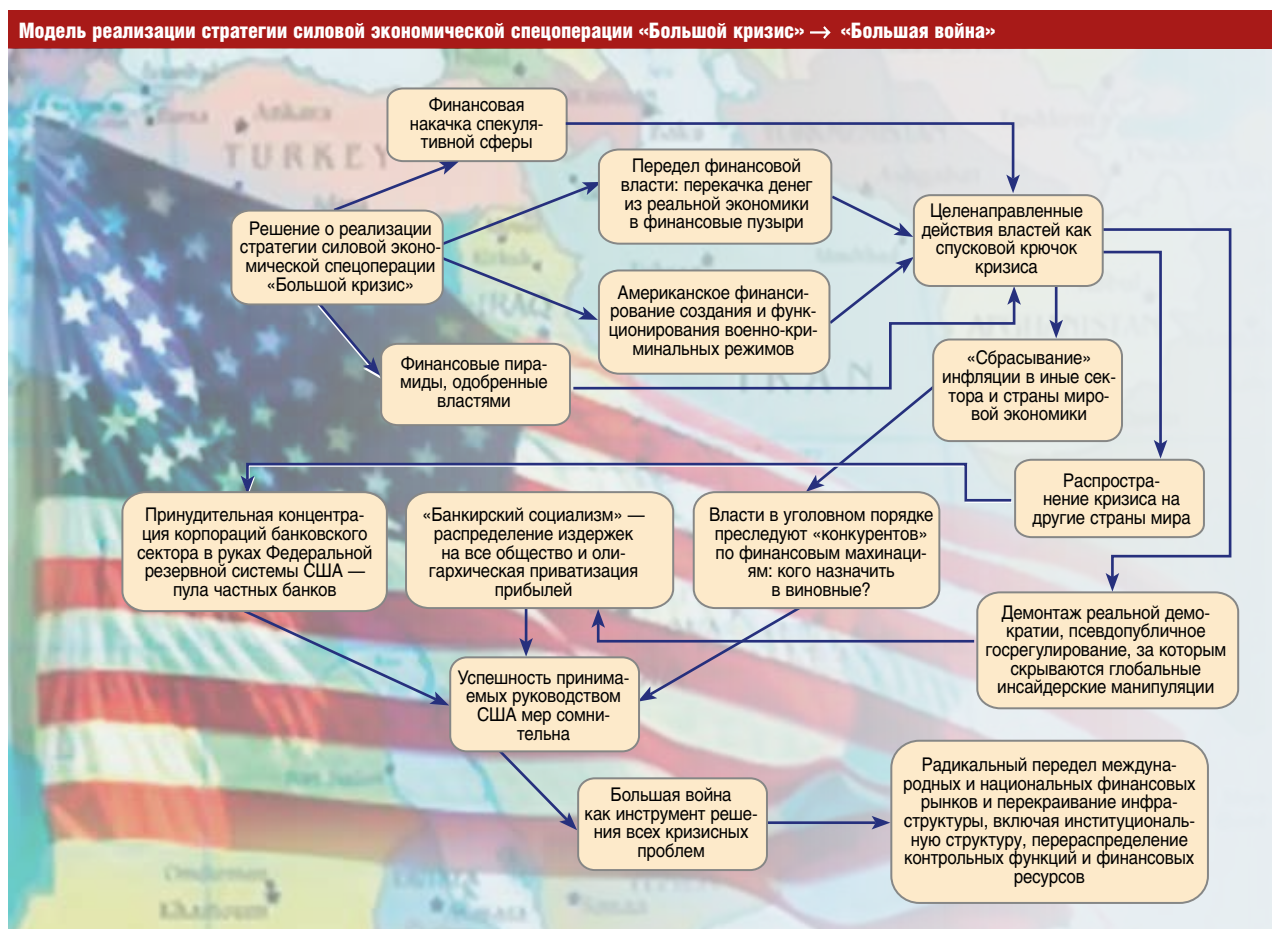 Модель реализации стратегии силовой экономической спецоперации «Большой кризис» → «Большая война»
Финансовая
накачка спекуля-
тивной сферы
Передел финансовой
власти: перекачка денег
из реальной экономики
в финансовые пузыри
Целенаправленные
действия властей как
спусковой крючок
кризиса
Решение о реализации
стратегии силовой эконо-
мической спецоперации
«Большой кризис»
Американское финанси-
рование создания и функ-
ционирования военно-кри-
минальных режимов
Финансовые пира-
миды, одобренные
властями
«Сбрасывание»
инфляции в иные сек-
тора и страны миро-
вой экономики
Распростра-
нение кризиса на
другие страны мира
Принудительная концентра-
ция корпораций банковского
сектора в руках Федеральной
резервной системы США —
пула частных банков
«Банкирский социализм» —
распределение издержек
на все общество и оли-
гархическая приватизация
прибылей
Власти в уголовном порядке
преследуют «конкурентов»
по финансовым махинаци-
ям: кого назначить
в виновные?
Демонтаж реальной демо-
кратии, псевдопубличное
госрегулирование, за которым
скрываются глобальные
инсайдерские манипуляции
Успешность принима-
емых руководством
США мер сомни-
тельна
Большая война
как инструмент реше-
ния всех кризисных
проблем
Радикальный передел междуна-
родных и национальных финансовых
рынков и перекраивание инфра-
структуры, включая институциональ-
ную структуру, перераспределение
контрольных функций и финансовых
ресурсов
Ankara
TURKEY
IRAQ
IRAN
AFGHANISTAN
Khartoum